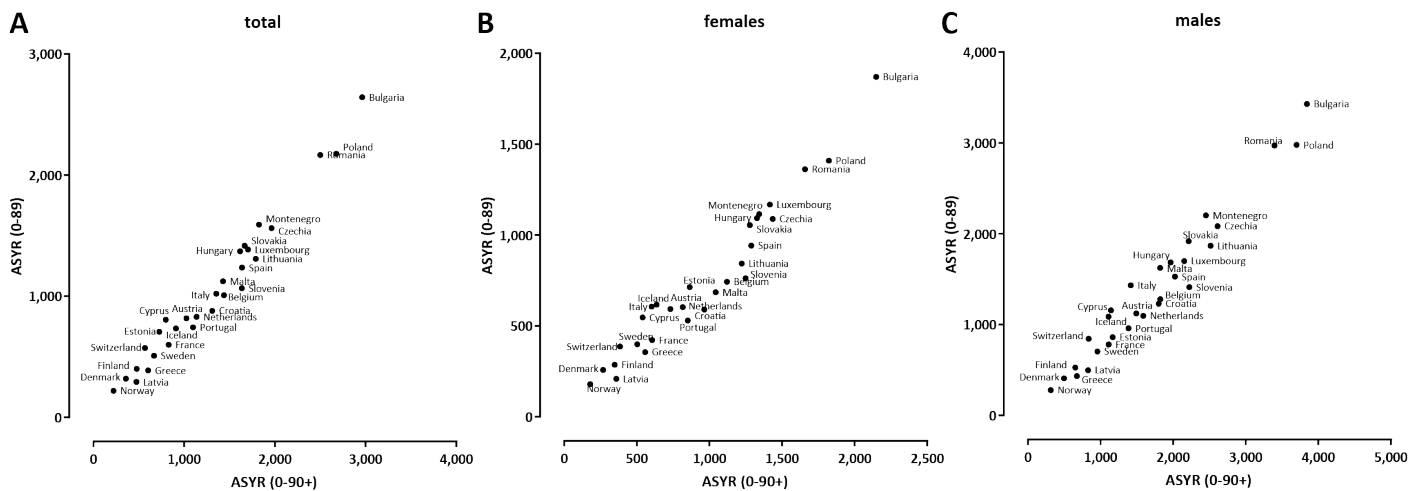 A
total
ASYR (0-89)
3,000
2,000
1,000
0
Bulgaria
Poland
Romania
Montenegro
Czechia
Slovakia
Hungary
Luxembourg
Lithuania
Spain
Malta
Slovenia
Italy
Belgium
Cyprus
Austria
Croatia
Netherlands
Estonia
Iceland
Portugal
Switzerland
France
Sweden
Finland
Greece
Denmark
Latvia
Norway
0
1,000
2,000
3,000
4,000
ASYR (0-90+)
B
females
ASYR (0-89)
2,000
1,500
1,000
500
0
Bulgaria
Poland
Romania
Montenegro
Luxembourg
Hungary
Czechia
Slovakia
Spain
Lithuania
Slovenia
Estonia
Belgium
Malta
Iceland
Austria
Italy
Netherlands
Cyprus
Croatia
Portugal
Sweden
France
Switzerland
Greece
Finland
Denmark
Latvia
Norway
0
500
1,000
1,500
2,000
2,500
ASYR (0-90+)
C
males
ASYR (0-89)
4,000
3,000
2,000
1,000
0
Bulgaria
Romania
Poland
Montenegro
Czechia
Slovakia
Lithuania
Hungary
Luxembourg
Malta
Spain
Italy
Slovenia
Belgium
Cyprus
Austria
Croatia
Iceland
Netherlands
Portugal
Switzerland
Estonia
France
Sweden
Finland
Latvia
Denmark
Greece
Norway
0
1,000
2,000
3,000
4,000
5,000
ASYR (0-90+)